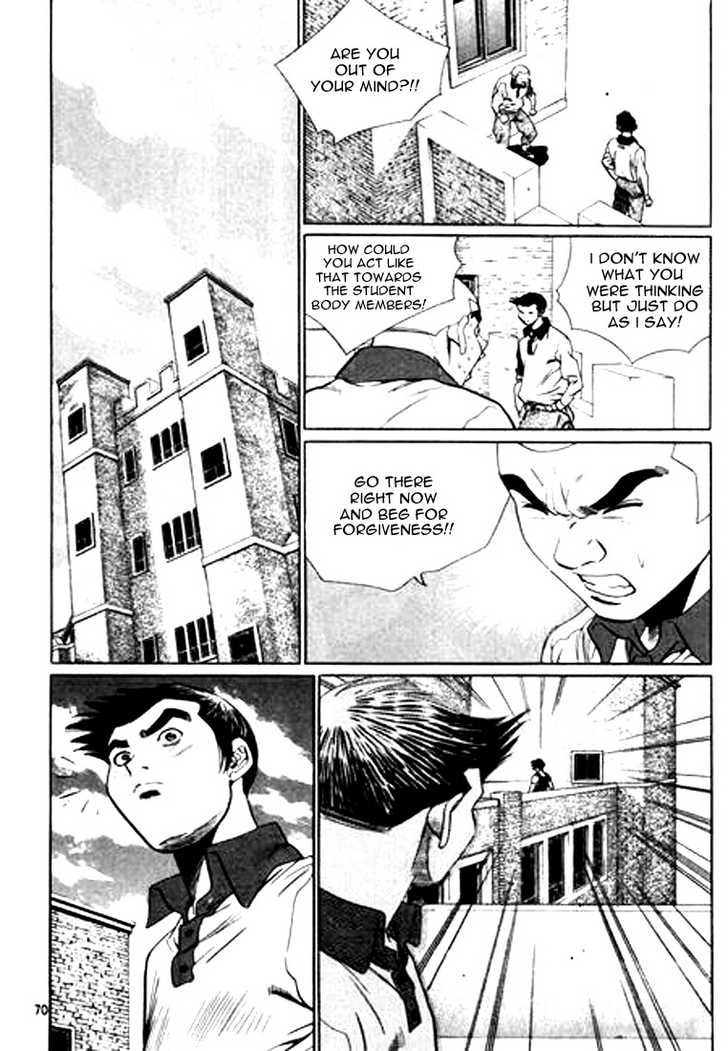 ARE YOU
OUT OF
YOUR MIND?!!
HOW COULD
YOU ACT LIKE
THAT TOWARDS
THE STUDENT
BODY MEMBERS!
I DON'T KNOW
WHAT YOU
WERE THINKING
BUT JUST DO
AS I SAY!
GO THERE
RIGHT NOW
AND BEG FOR
FORGIVENESS!!
70